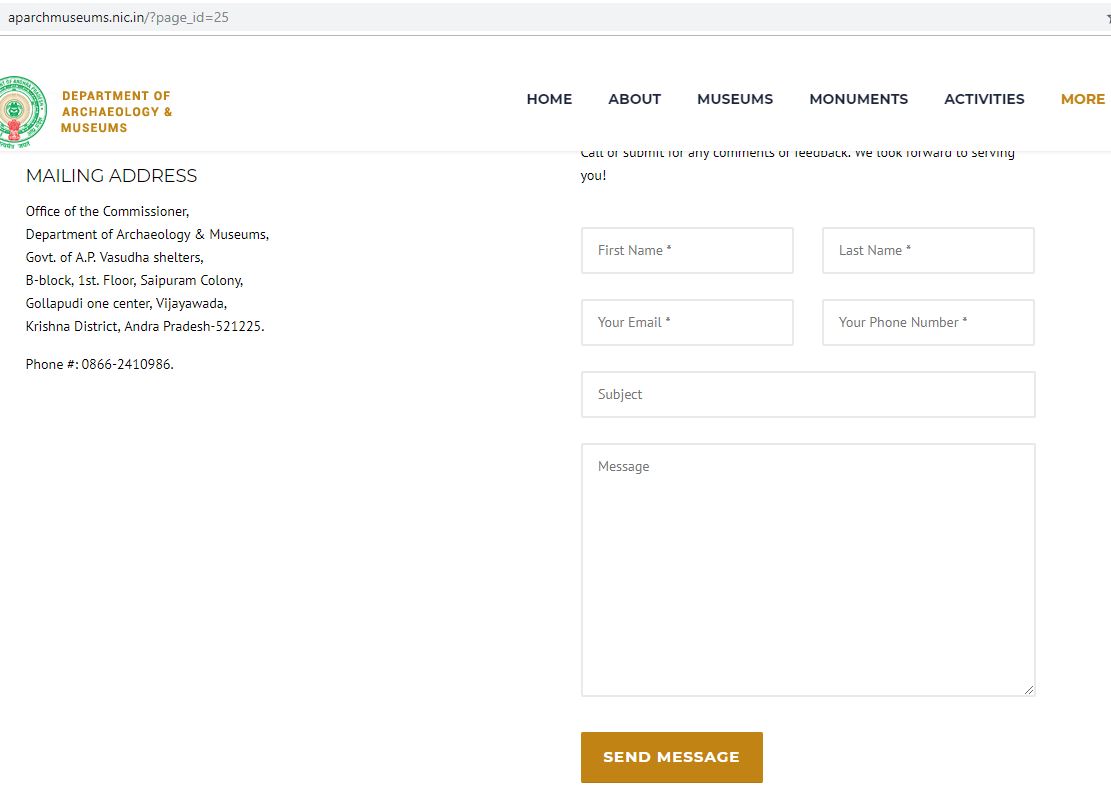 aparchmuseums.nic.in/?page_id=25
DEPARTMENT OF
ARCHAEOLOGY &
MUSEUMS
HOME ABOUT MUSEUMS MONUMENTS ACTIVITIES MORE
MAILING ADDRESS
Office of the Commissioner,
Department of Archaeology & Museums,
Govt. of A.P. Vasudha shelters,
B-block, 1st. Floor, Saipuram Colony,
Gollapudi one center, Vijayawada,
Krishna District, Andra Pradesh-521225.
Phone #: 0866-2410986.
Call or submit for any comments or feedback. We look forward to serving
you!
First Name *
Last Name *
Your Email *
Your Phone Number *
Subject
Message
SEND MESSAGE